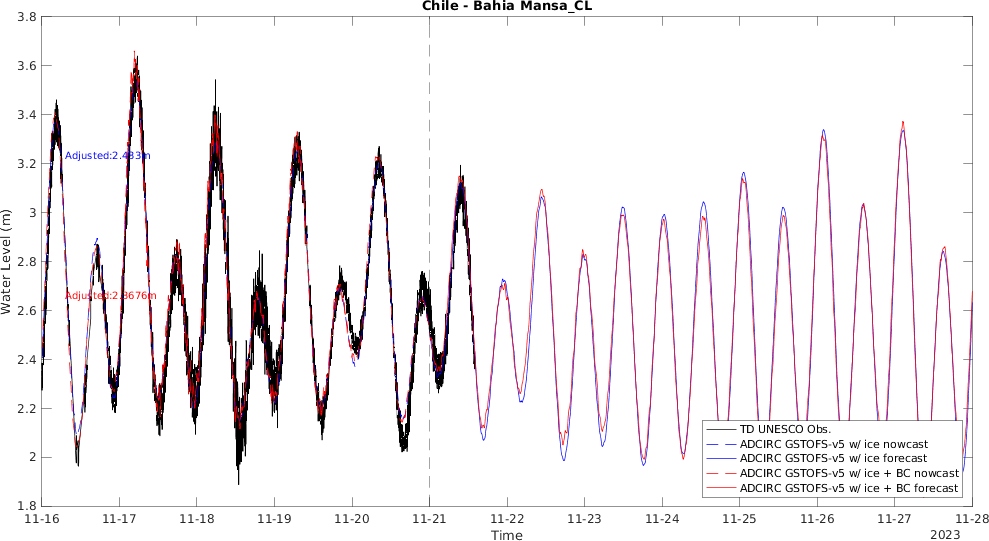 Chile - Bahia Mansa_CL
3.8
3.6
3.4
3.2
3
2.8
2.6
2.4
2.2
2
1.8
Water Level (m)
Adjusted:2.433m
Adjusted:2.3676m
TD UNESCO Obs.
ADCIRC GSTOFS-v5 w/ ice nowcast
ADCIRC GSTOFS-v5 w/ ice forecast
ADCIRC GSTOFS-v5 w/ ice + BC nowcast
ADCIRC GSTOFS-v5 w/ ice + BC forecast
11-16 11-17 11-18 11-19 11-20 11-21 11-22 11-23 11-24 11-25 11-26 11-27 11-28
Time
2023